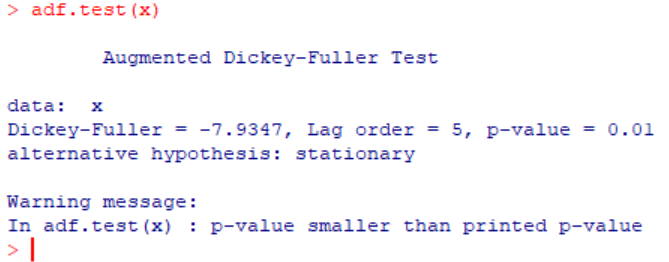 > adf.test(x)
Augmented Dickey-Fuller Test
data:  x
Dickey-Fuller = -7.9347, Lag order = 5, p-value = 0.01
alternative hypothesis: stationary
Warning message:
In adf.test(x) : p-value smaller than printed p-value
>